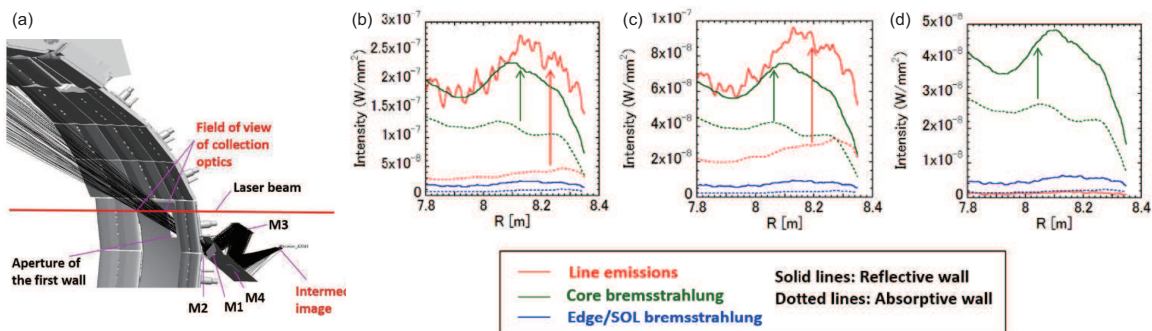 (a)
Field of view
of collection
optics
Laser beam
M3
Aperture of
the first wall
M4
M2
M1
Intermec
image
(b)
3x10⁻⁷
2.5x10⁻⁷
2x10⁻⁷
1.5x10⁻⁷
1x10⁻⁷
5x10⁻⁸
0
Intensity (W/mm²)
7.8
8
8.2
8.4
R [m]
(c)
1x10⁻⁷
8x10⁻⁸
6x10⁻⁸
4x10⁻⁸
2x10⁻⁸
0
Intensity (W/mm²)
7.8
8
8.2
8.4
R [m]
(d)
5x10⁻⁸
4x10⁻⁸
3x10⁻⁸
2x10⁻⁸
1x10⁻⁸
0
Intensity (W/mm²)
7.8
8
8.2
8.4
R [m]
Line emissions
Core bremsstrahlung
Edge/SOL bremsstrahlung
Solid lines: Reflective wall
Dotted lines: Absorptive wall